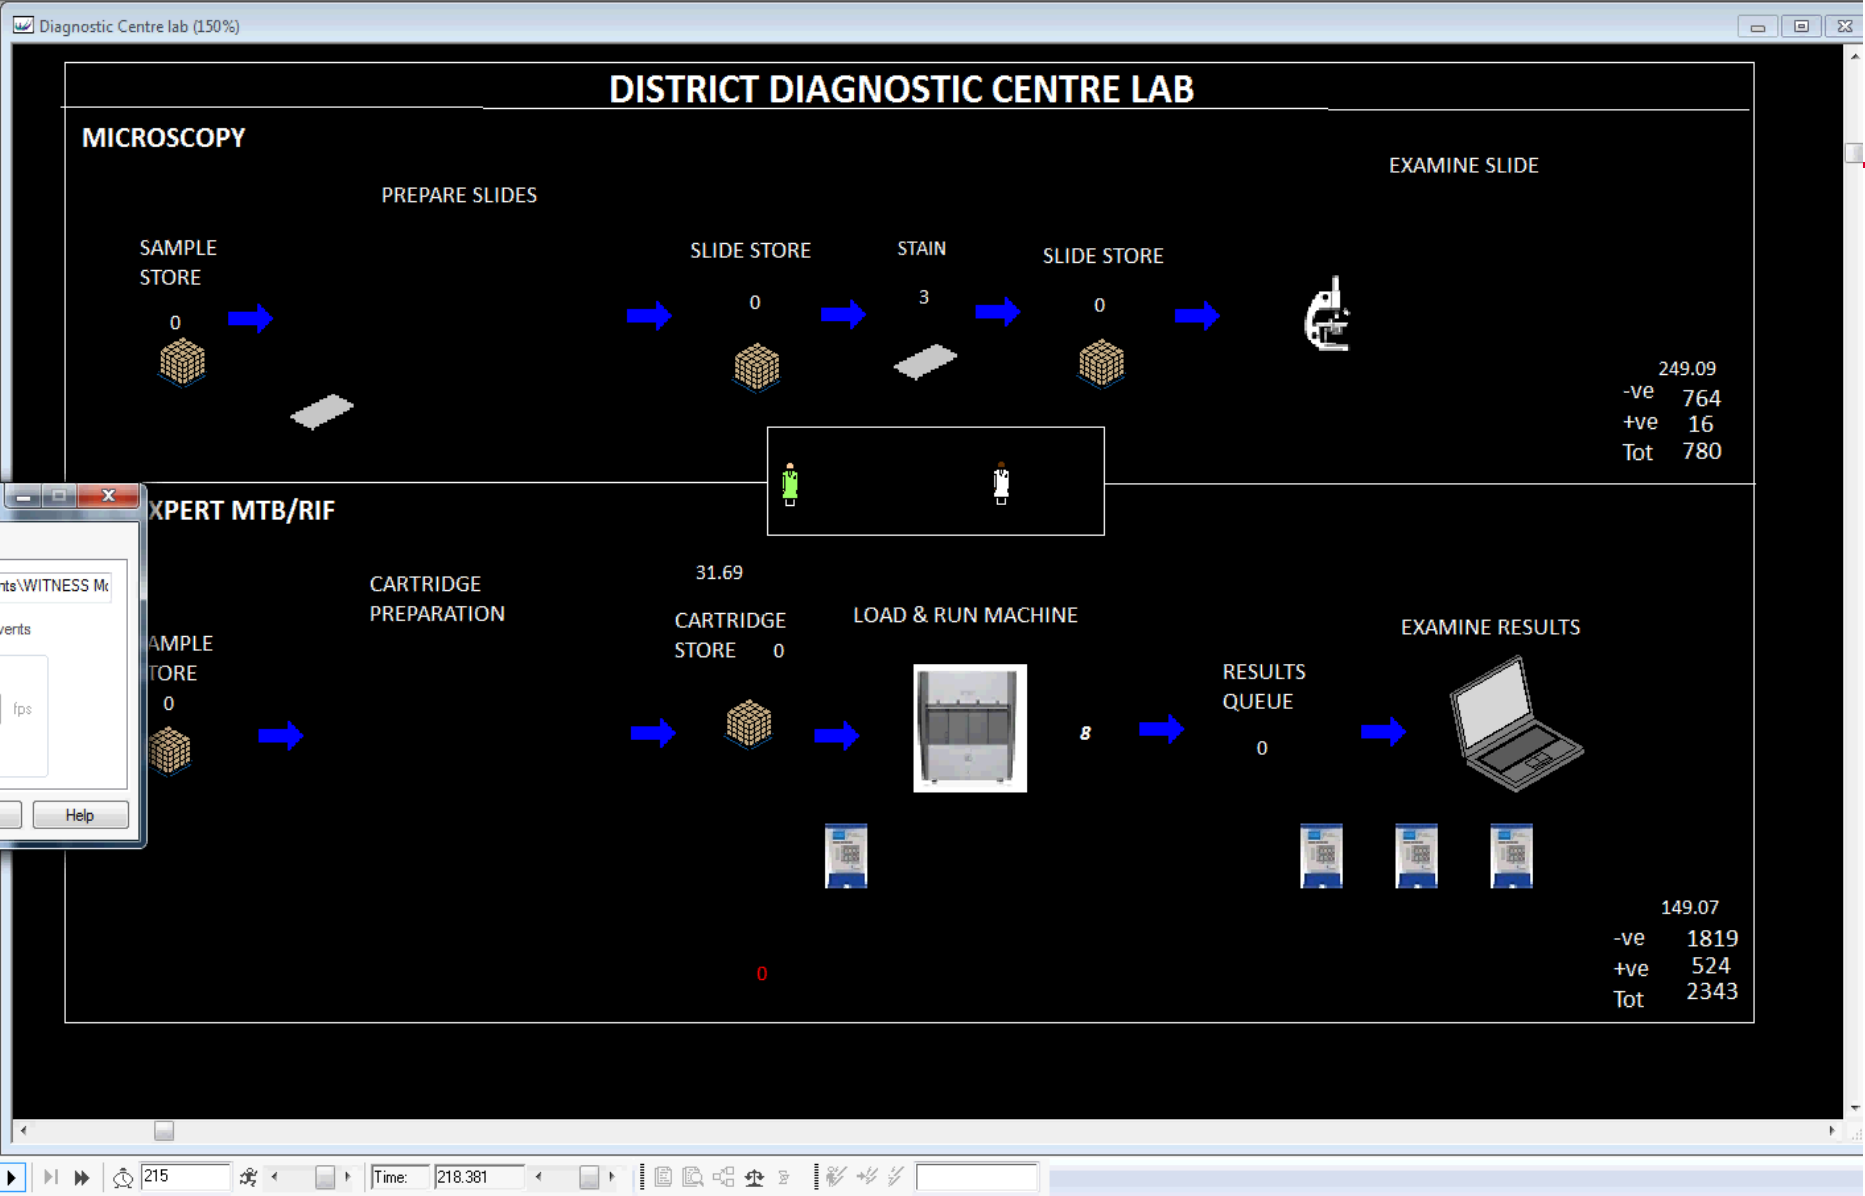 Diagnostic Centre lab (150%)
DISTRICT DIAGNOSTIC CENTRE LAB
MICROSCOPY
EXAMINE SLIDE
PREPARE SLIDES
SAMPLE
STORE
0
SLIDE STORE
0
STAIN
3
SLIDE STORE
0
249.09
-ve 764
+ve 16
Tot 780
XPERT MTB/RIF
nts\WITNESS Mo
vents
fps
Help
AMPLE
TORE
0
CARTRIDGE
PREPARATION
31.69
CARTRIDGE
STORE 0
LOAD & RUN MACHINE
8
RESULTS
QUEUE
0
EXAMINE RESULTS
149.07
-ve 1819
+ve 524
Tot 2343
0
215
Time: 218.381